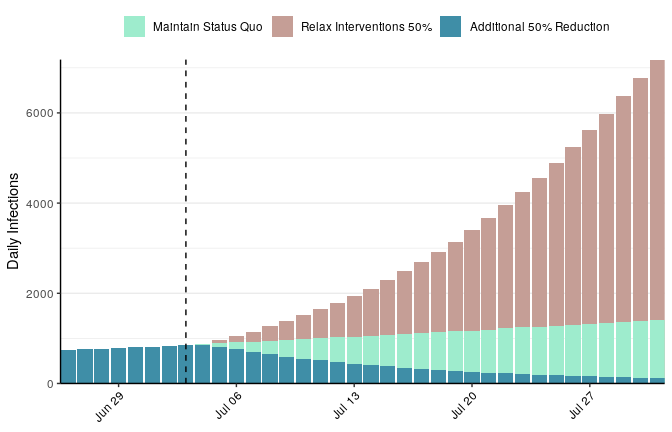 Maintain Status Quo Relax Interventions 50% Additional 50% Reduction
Daily Infections
6000
4000
2000
0
Jun 29 Jul 06 Jul 13 Jul 20 Jul 27